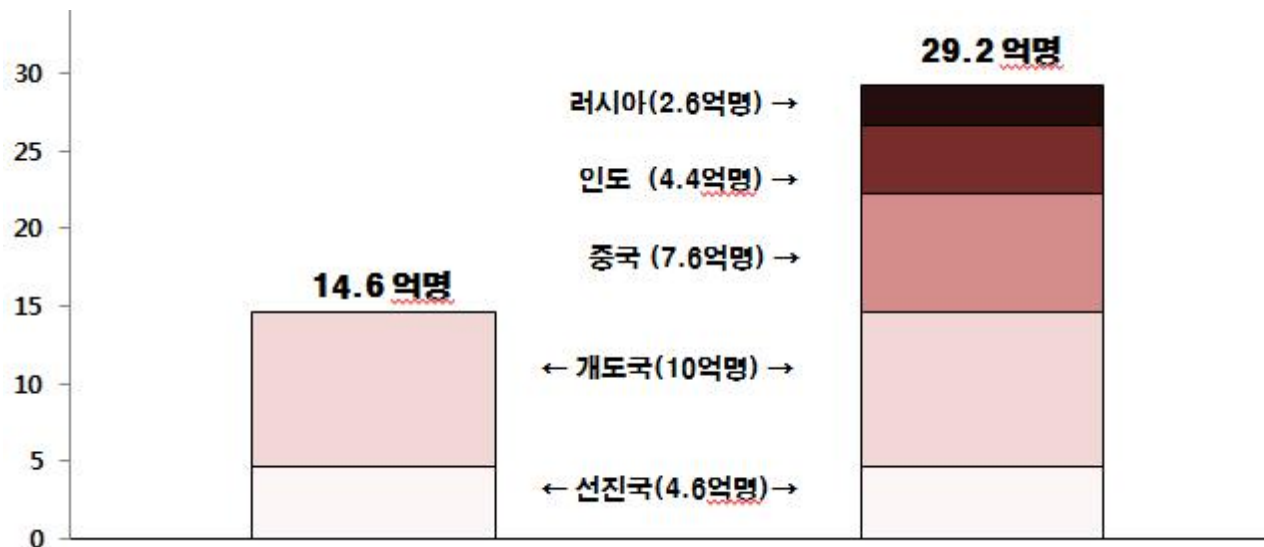 29.2 억명
30
러시아(2.6억명) →
25
인도 (4.4억명) →
20
중국 (7.6억명) →
14.6 억명
15
← 개도국(10억명) →
10
5
← 선진국(4.6억명)→
0